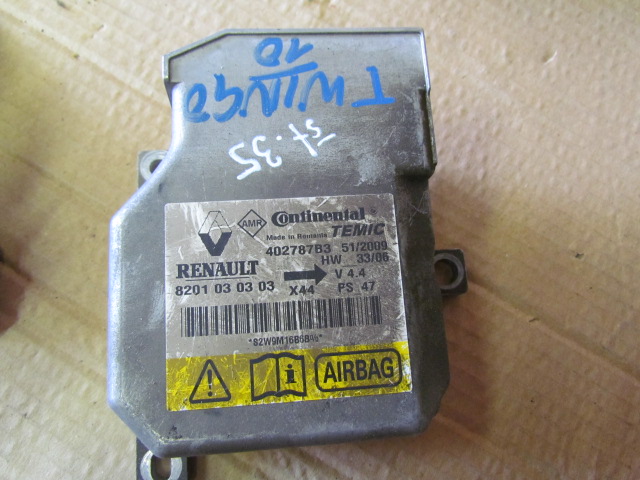 TWINGO
10
st. 35
AMR Continental
Made in Romania TEMIC
40278783 51/2009
RENAULT HW 33/06
8201 03 03 03 X44 V 4.4
PS 47
AIRBAG